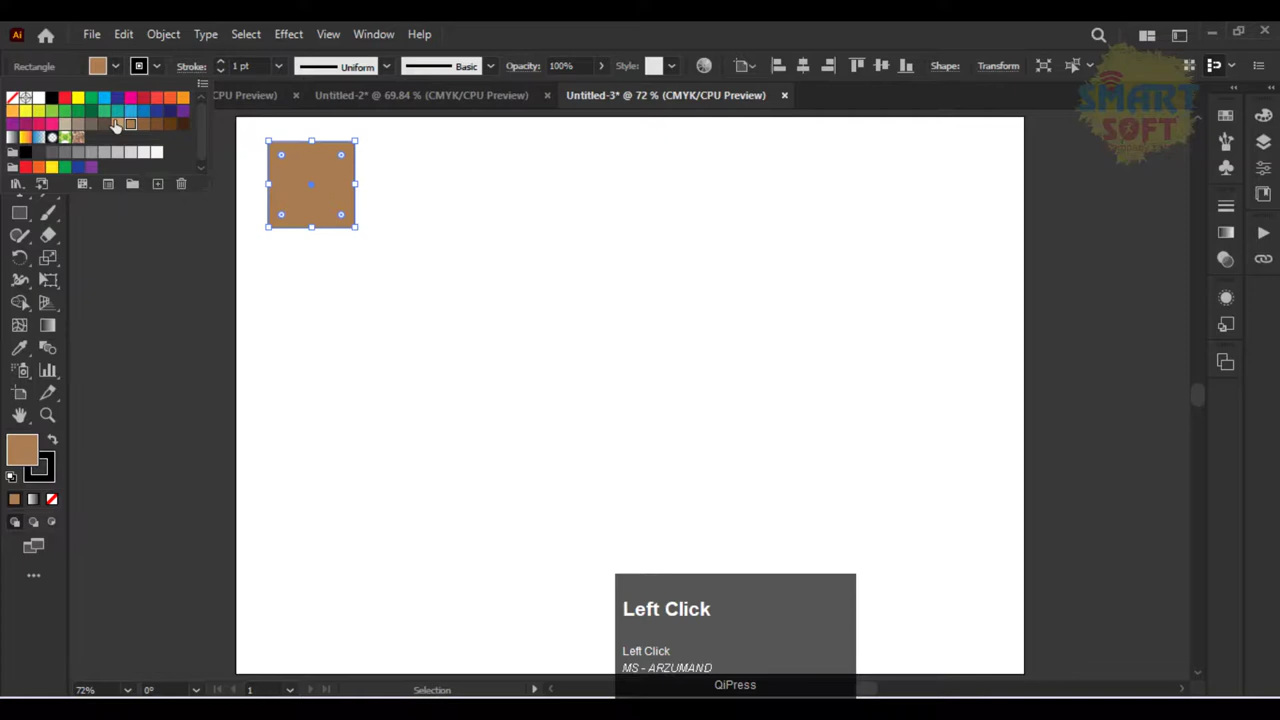 Ai File Edit Object Type Select Effect View Window Help
Rectangle Stroke: 1 pt Uniform Basic Opacity: 100% Style: Shape: Transform
Preview) × Untitled-2* @ 69.84 % (CMYK/CPU Preview) × Untitled-3* @ 72 % (CMYK/CPU Preview) ×
SMART
SOFT
Left Click
Left Click
MS - ARZUMAND
QiPress
72% 0° 1 Selection